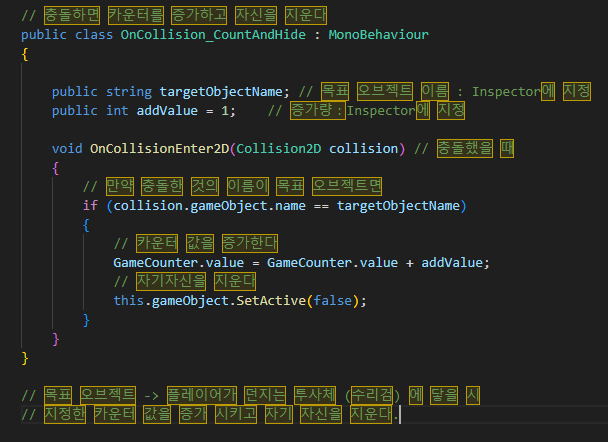 // 충돌하면 카운터를 증가하고 자신을 지운다
public class OnCollision_CountAndHide : MonoBehaviour
{
public string targetObjectName; // 목표 오브젝트 이름 : Inspector에 지정
public int addValue = 1; // 증가량 : Inspector에 지정
void OnCollisionEnter2D(Collision2D collision) // 충돌했을 때
{
// 만약 충돌한 것의 이름이 목표 오브젝트면
if (collision.gameObject.name == targetObjectName)
{
// 카운터 값을 증가한다
GameCounter.value = GameCounter.value + addValue;
// 자기자신을 지운다
this.gameObject.SetActive(false);
}
}
}
// 목표 오브젝트 -> 플레이어가 던지는 투사체 (수리검) 에 닿을 시
// 지정한 카운터 값을 증가 시키고 자기 자신을 지운다.